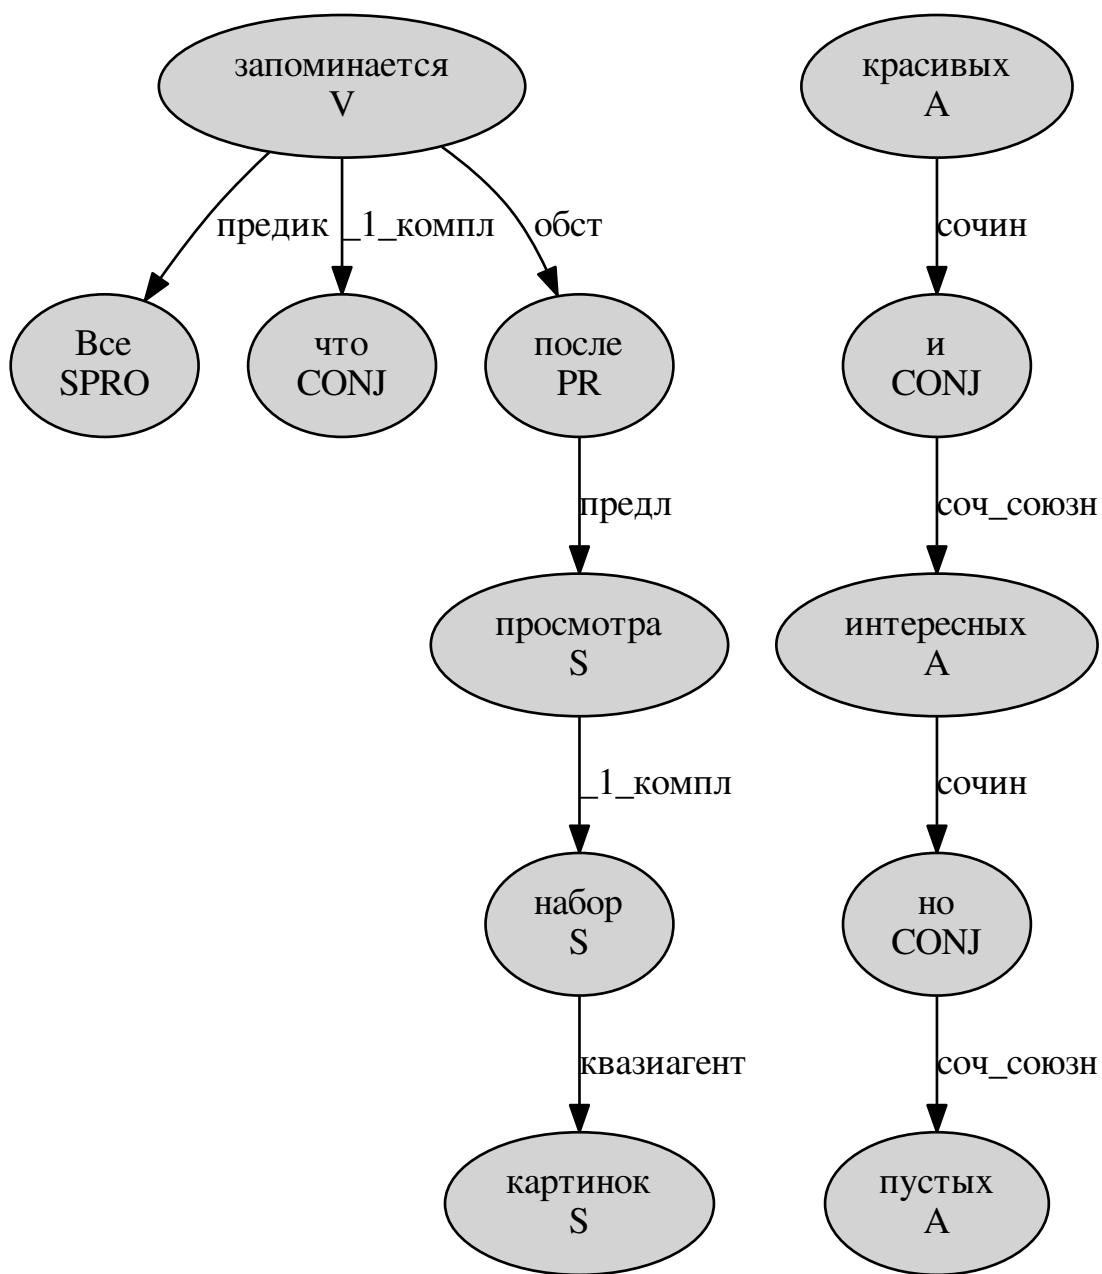 запоминается
V
красивых
A
предик
_1_компл
обст
сочин
Все
SPRO
что
CONJ
после
PR
и
CONJ
предл
соч_союзн
просмотра
S
интересных
A
_1_компл
сочин
набор
S
но
CONJ
квазиагент
соч_союзн
картинок
S
пустых
A